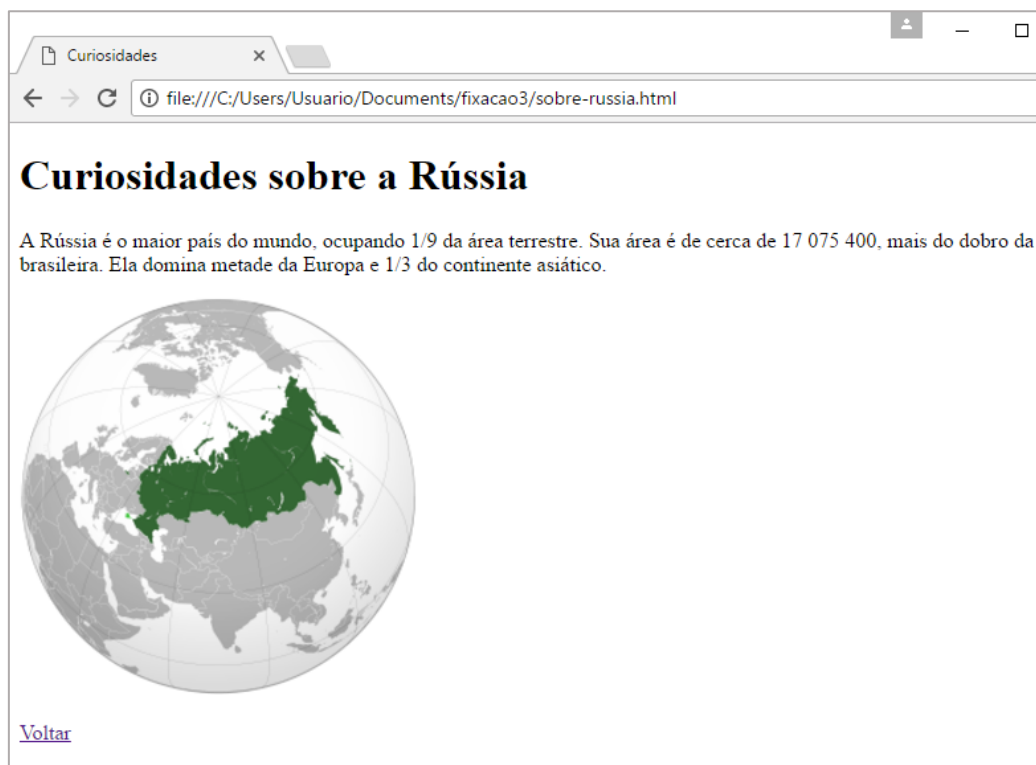 Curiosidades
file:///C:/Users/Usuario/Documents/fixacao3/sobre-russia.html
Curiosidades sobre a Rússia
A Rússia é o maior país do mundo, ocupando 1/9 da área terrestre. Sua área é de cerca de 17 075 400, mais do dobro da
brasileira. Ela domina metade da Europa e 1/3 do continente asiático.
Voltar